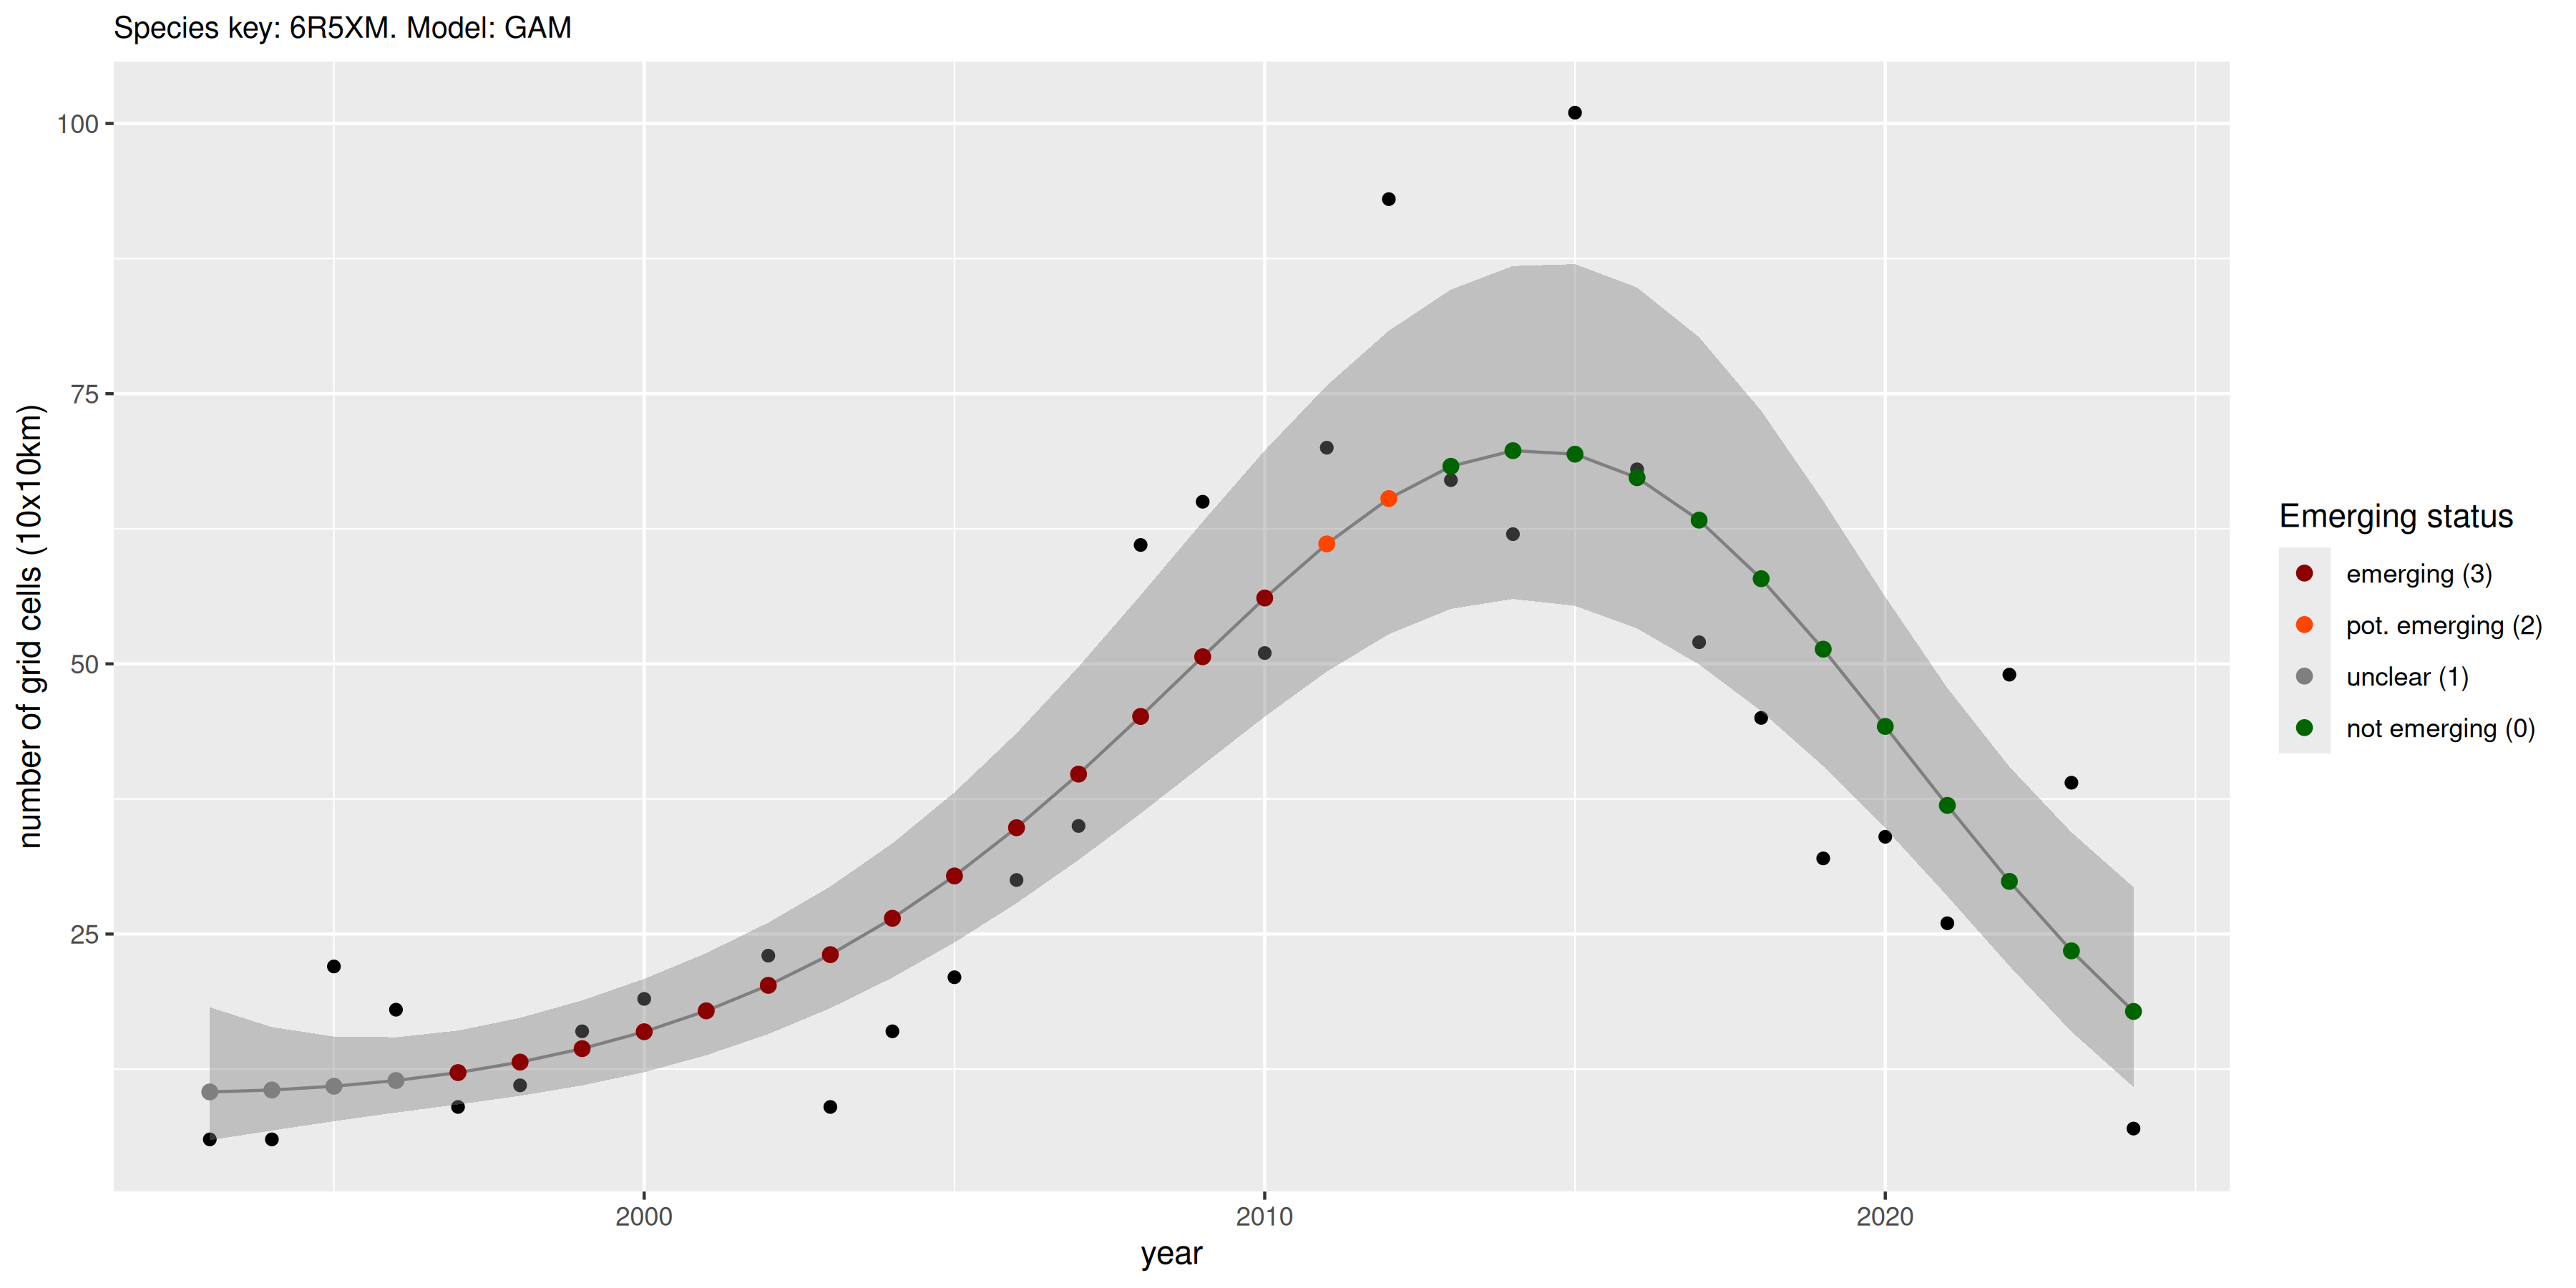 Species key: 6R5XM. Model: GAM
number of grid cells (10x10km)
100
75
50
25
2000
2010
2020
year
Emerging status
emerging (3)
pot. emerging (2)
unclear (1)
not emerging (0)